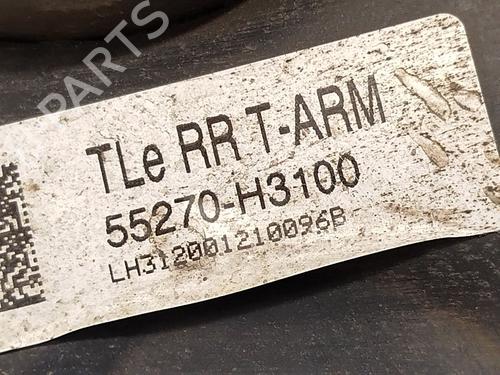 B-PARTS
TLe RR T-ARM
55270-H3100
LH312001210096B